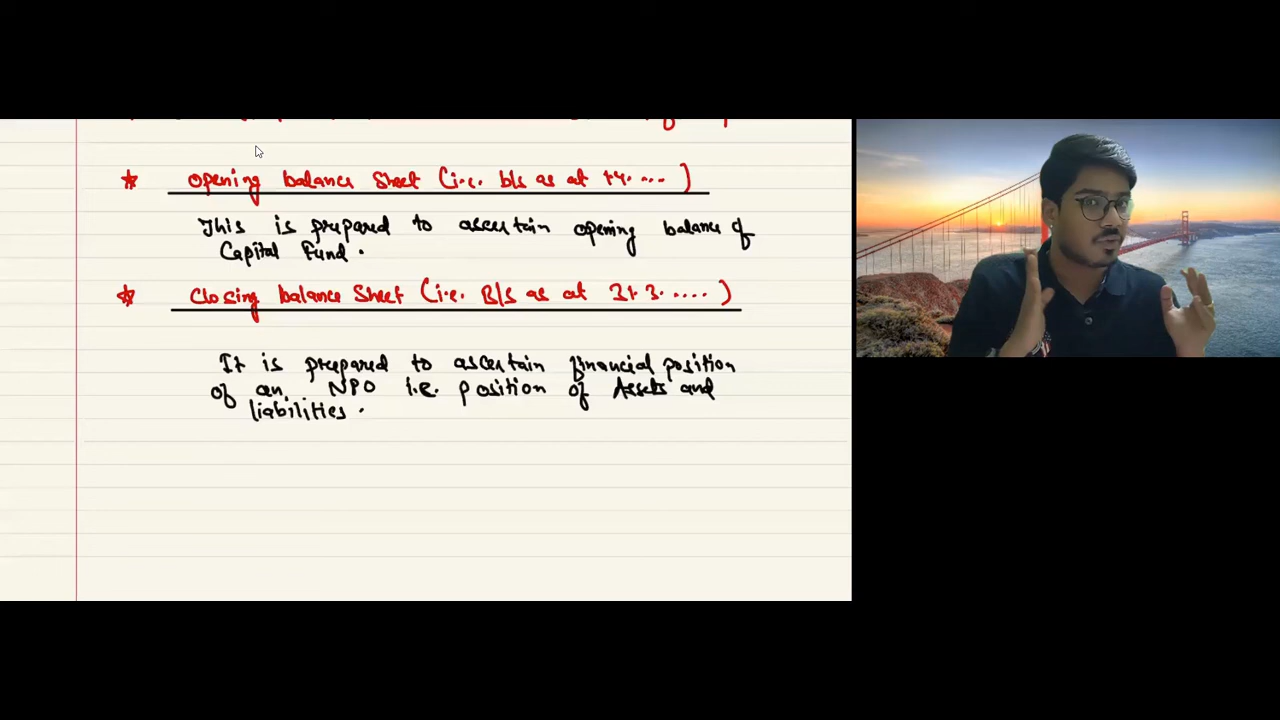 ★ Opening balance Sheet (i.e. b/s as at 1.4. ....)
This is prepared to ascertain opening balance of
Capital Fund.
★ Closing balance Sheet (i.e. B/s as at 31.3. ....)
It is prepared to ascertain financial position
of an NPO i.e. position of Assets and
liabilities.